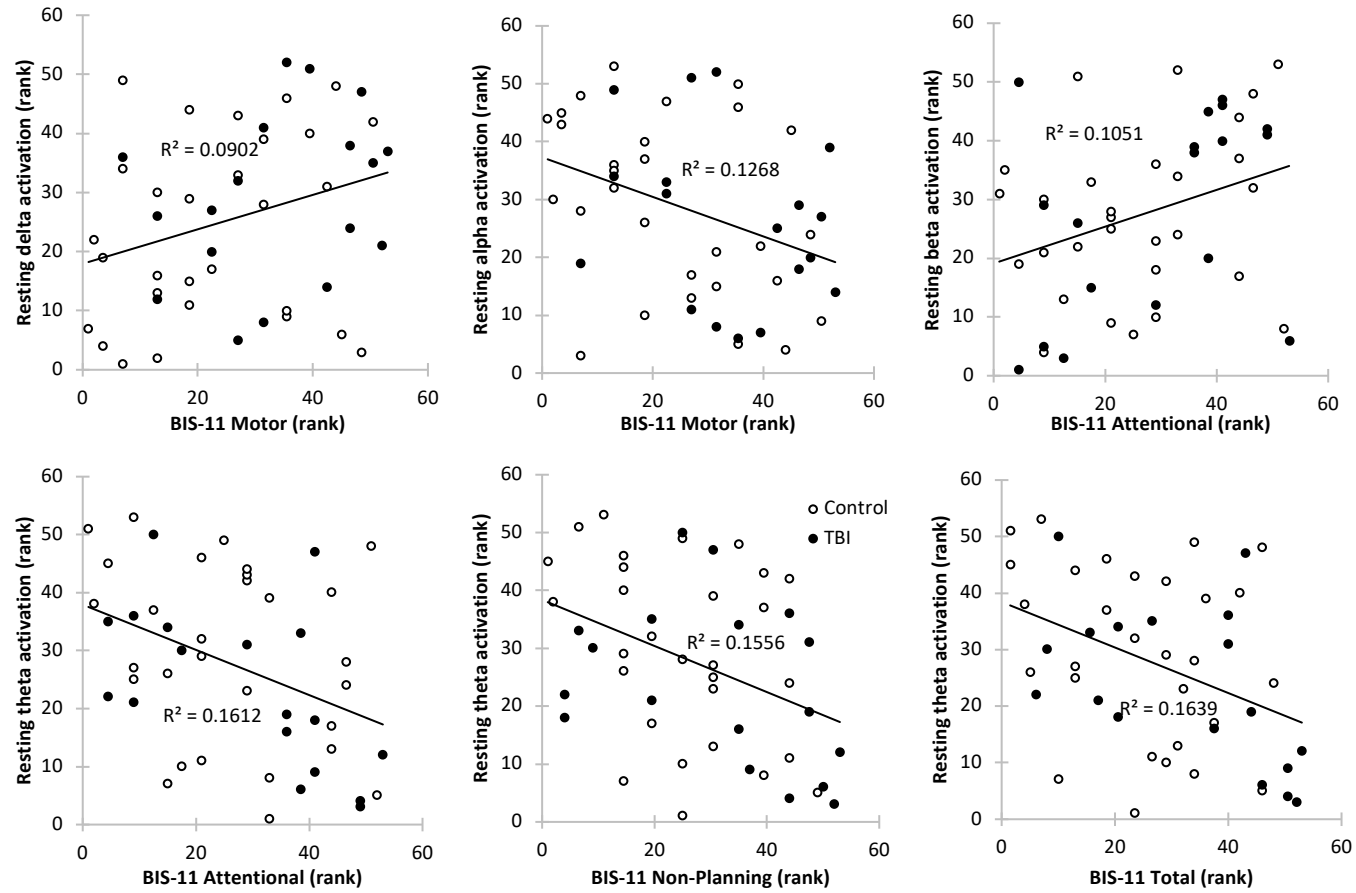 60
50
40
30
20
10
0
Resting delta activation (rank)
R² = 0.0902
0 20 40 60
BIS-11 Motor (rank)
60
50
40
30
20
10
0
Resting alpha activation (rank)
R² = 0.1268
0 20 40 60
BIS-11 Motor (rank)
60
50
40
30
20
10
0
Resting beta activation (rank)
R² = 0.1051
0 20 40 60
BIS-11 Attentional (rank)
60
50
40
30
20
10
0
Resting theta activation (rank)
R² = 0.1612
0 20 40 60
BIS-11 Attentional (rank)
60
50
40
30
20
10
0
Resting theta activation (rank)
Control
TBI
R² = 0.1556
0 20 40 60
BIS-11 Non-Planning (rank)
60
50
40
30
20
10
0
Resting theta activation (rank)
R² = 0.1639
0 20 40 60
BIS-11 Total (rank)